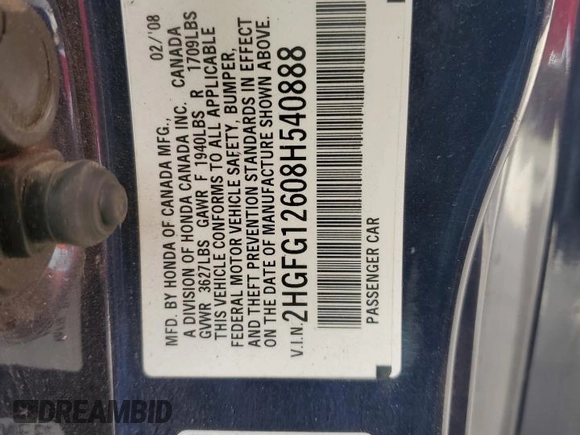 MFD. BY HONDA OF CANADA MFG., 02/'08
A DIVISION OF HONDA CANADA INC. CANADA
GVWR 3627LBS GAWR F 1940LBS R 1709LBS
THIS VEHICLE CONFORMS TO ALL APPLICABLE
FEDERAL MOTOR VEHICLE SAFETY, BUMPER,
AND THEFT PREVENTION STANDARDS IN EFFECT
ON THE DATE OF MANUFACTURE SHOWN ABOVE.
V.I.N. 2HGFG12608H540888
PASSENGER CAR
DREAMBID